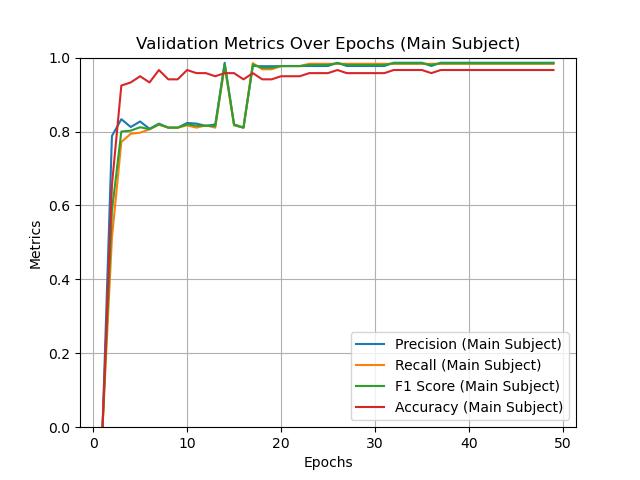 Validation Metrics Over Epochs (Main Subject)
1.0
0.8
0.6
0.4
0.2
0.0
Metrics
0
10
20
30
40
50
Epochs
Precision (Main Subject)
Recall (Main Subject)
F1 Score (Main Subject)
Accuracy (Main Subject)